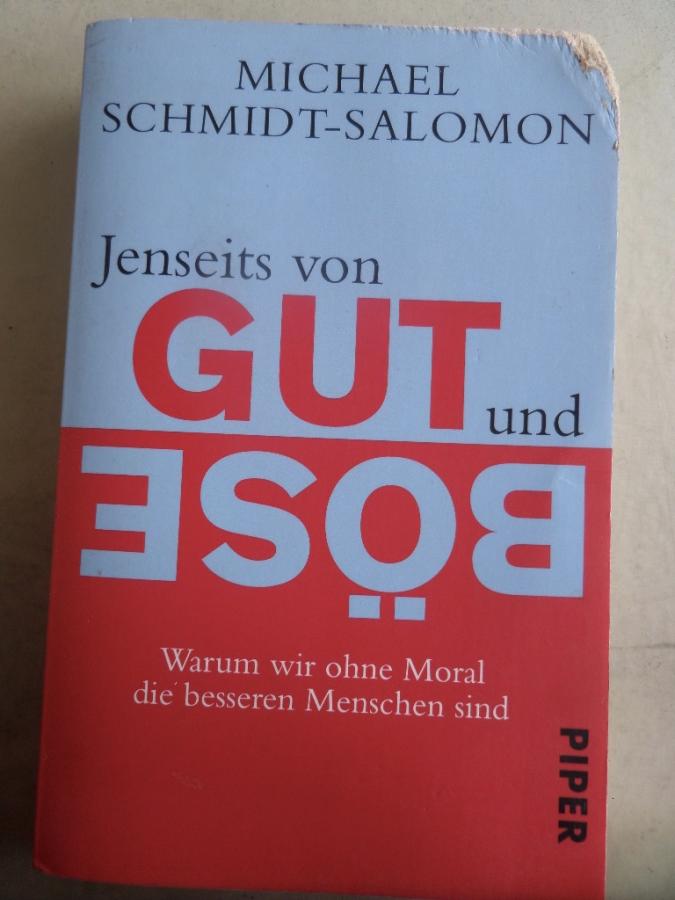 MICHAEL
SCHMIDT-SALOMON
Jenseits von
GUT
und
BÖSE
Warum wir ohne Moral
die besseren Menschen sind
PIPER